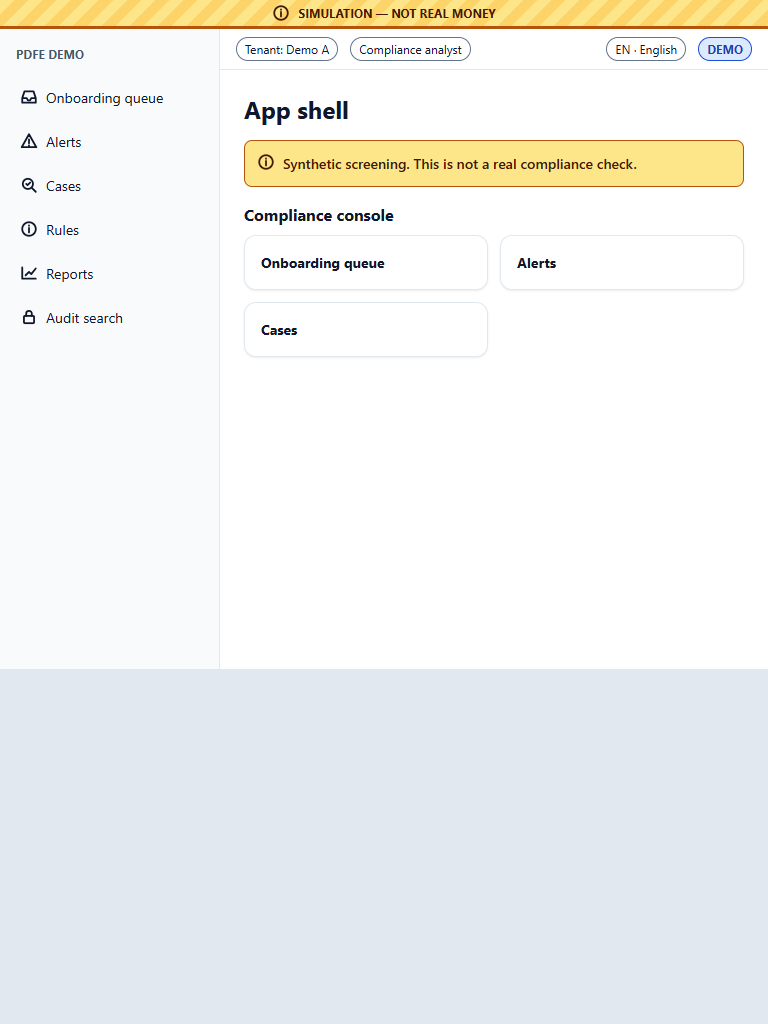 SIMULATION — NOT REAL MONEY
PDFE DEMO
Tenant: Demo A
Compliance analyst
EN · English
DEMO
Onboarding queue
Alerts
Cases
Rules
Reports
Audit search
App shell
Synthetic screening. This is not a real compliance check.
Compliance console
Onboarding queue
Alerts
Cases